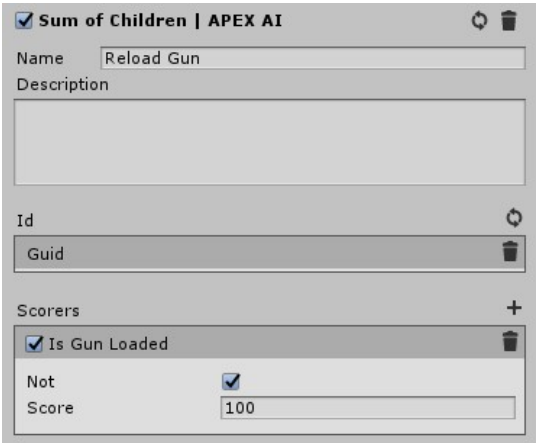 Sum of Children | APEX AI
Name Reload Gun
Description
Id
Guid
Scorers
Is Gun Loaded
Not
Score 100